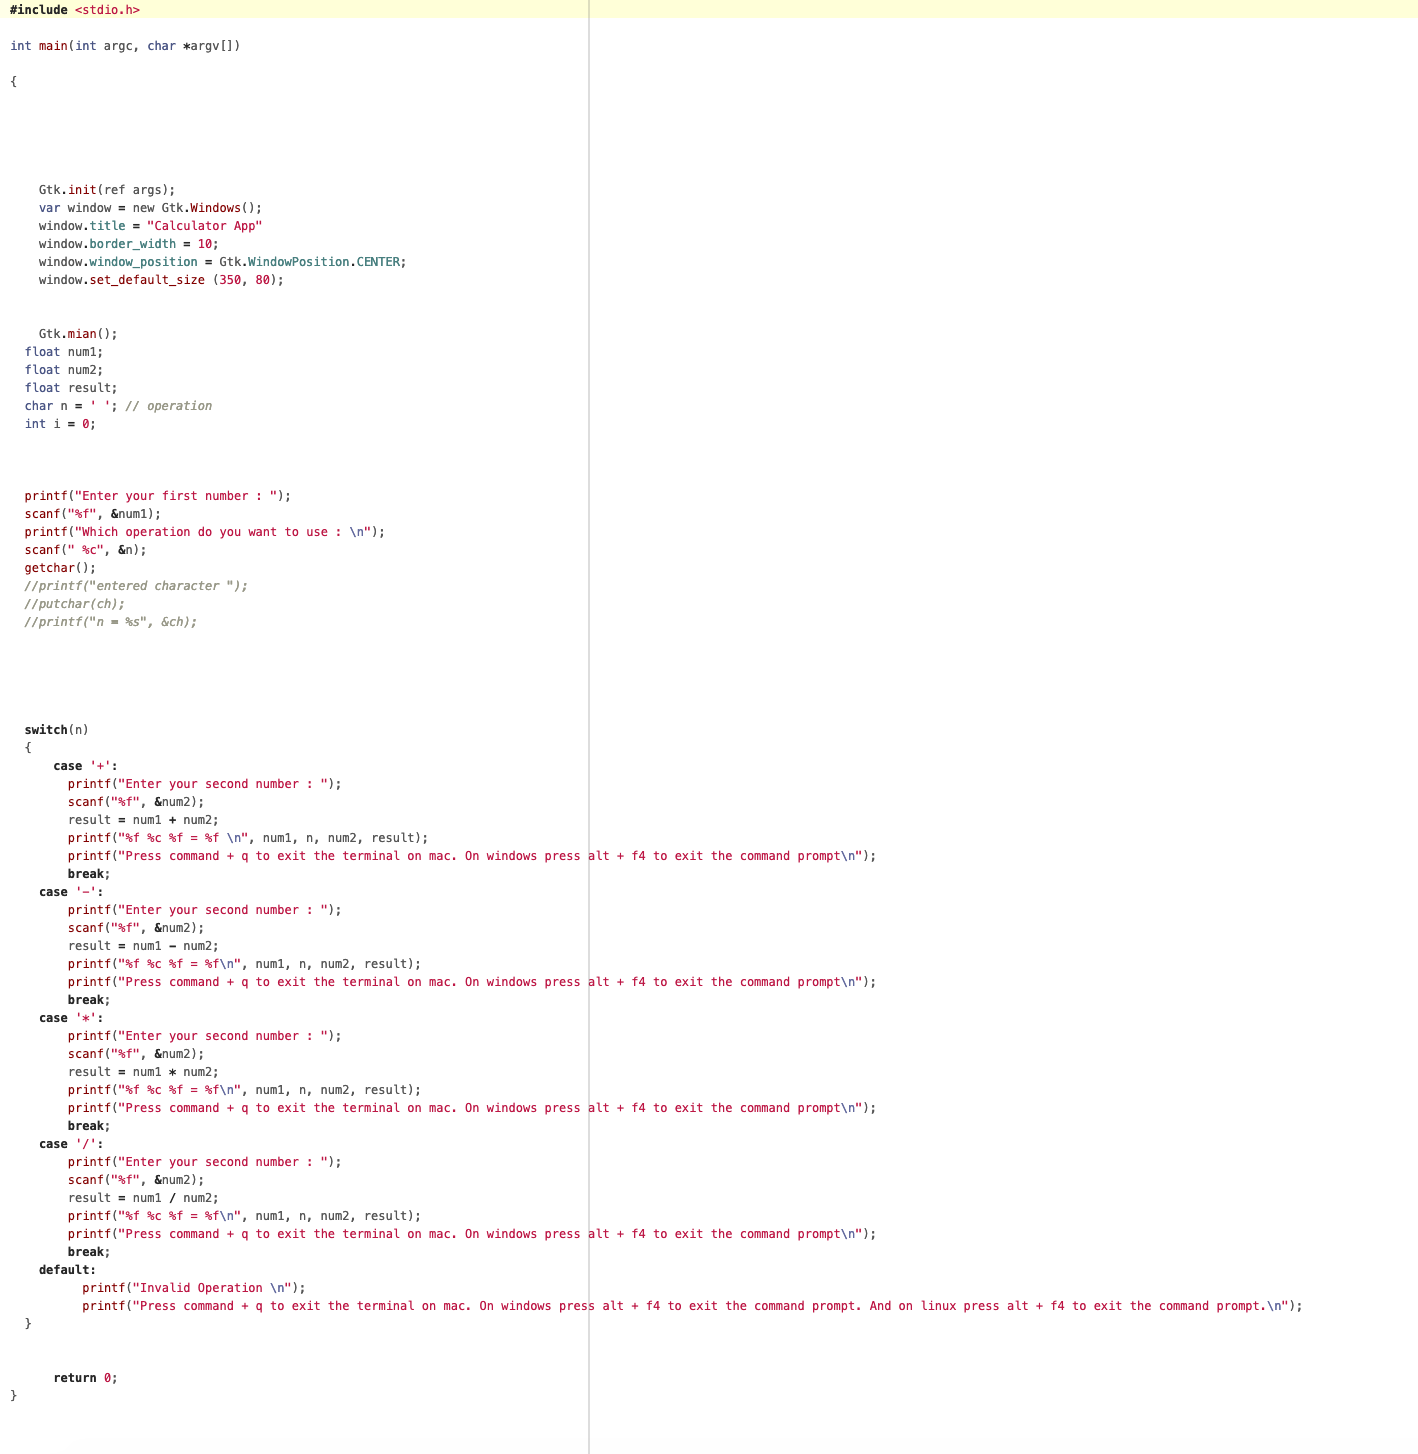 #include <stdio.h>
int main(int argc, char *argv[])
{
Gtk.init(ref args);
var window = new Gtk.Windows();
window.title = "Calculator App"
window.border_width = 10;
window.window_position = Gtk.WindowPosition.CENTER;
window.set_default_size (350, 80);
Gtk.mian();
float num1;
float num2;
float result;
char n = ' '; // operation
int i = 0;
printf("Enter your first number : ");
scanf("%f", &num1);
printf("Which operation do you want to use : \n");
scanf(" %c", &n);
getchar();
//printf("entered character ");
//putchar(ch);
//printf("n = %s", &ch);
switch(n)
{
case '+':
printf("Enter your second number : ");
scanf("%f", &num2);
result = num1 + num2;
printf("%f %c %f = %f \n", num1, n, num2, result);
printf("Press command + q to exit the terminal on mac. On windows press alt + f4 to exit the command prompt\n");
break;
case '-':
printf("Enter your second number : ");
scanf("%f", &num2);
result = num1 - num2;
printf("%f %c %f = %f\n", num1, n, num2, result);
printf("Press command + q to exit the terminal on mac. On windows press alt + f4 to exit the command prompt\n");
break;
case '*':
printf("Enter your second number : ");
scanf("%f", &num2);
result = num1 * num2;
printf("%f %c %f = %f\n", num1, n, num2, result);
printf("Press command + q to exit the terminal on mac. On windows press alt + f4 to exit the command prompt\n");
break;
case '/':
printf("Enter your second number : ");
scanf("%f", &num2);
result = num1 / num2;
printf("%f %c %f = %f\n", num1, n, num2, result);
printf("Press command + q to exit the terminal on mac. On windows press alt + f4 to exit the command prompt\n");
break;
default:
printf("Invalid Operation \n");
printf("Press command + q to exit the terminal on mac. On windows press alt + f4 to exit the command prompt. And on linux press alt + f4 to exit the command prompt.\n");
}
return 0;
}